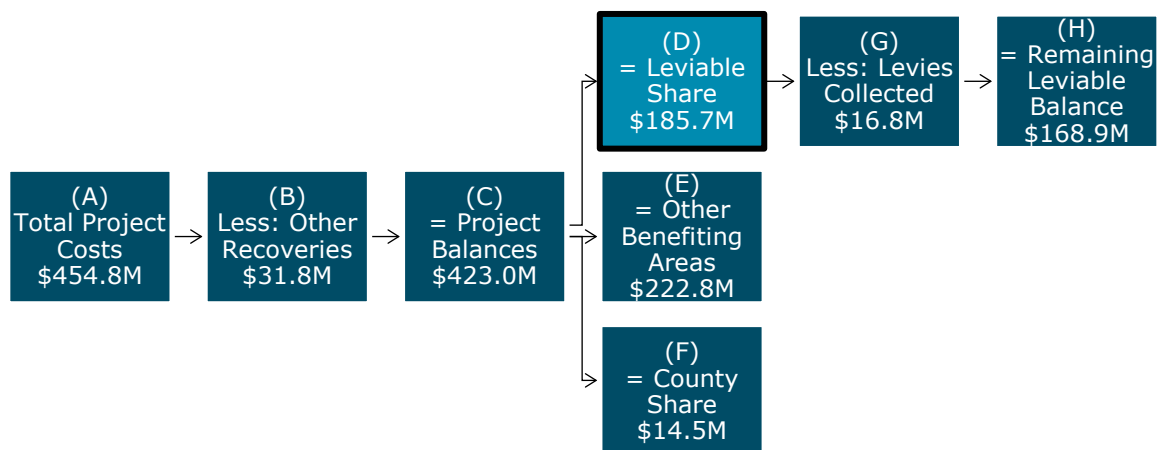 (A)
Total Project
Costs
$454.8M
(B)
Less: Other
Recoveries
$31.8M
(C)
= Project
Balances
$423.0M
(D)
= Leviable
Share
$185.7M
(G)
Less: Levies
Collected
$16.8M
(H)
= Remaining
Leviable
Balance
$168.9M
(E)
= Other
Benefiting
Areas
$222.8M
(F)
= County
Share
$14.5M